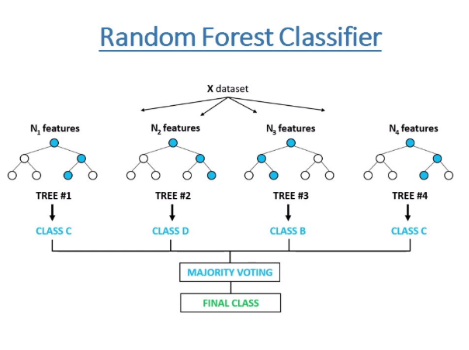 Random Forest Classifier
X dataset
N1 features N2 features N3 features N4 features
TREE #1 TREE #2 TREE #3 TREE #4
CLASS C CLASS D CLASS B CLASS C
MAJORITY VOTING
FINAL CLASS